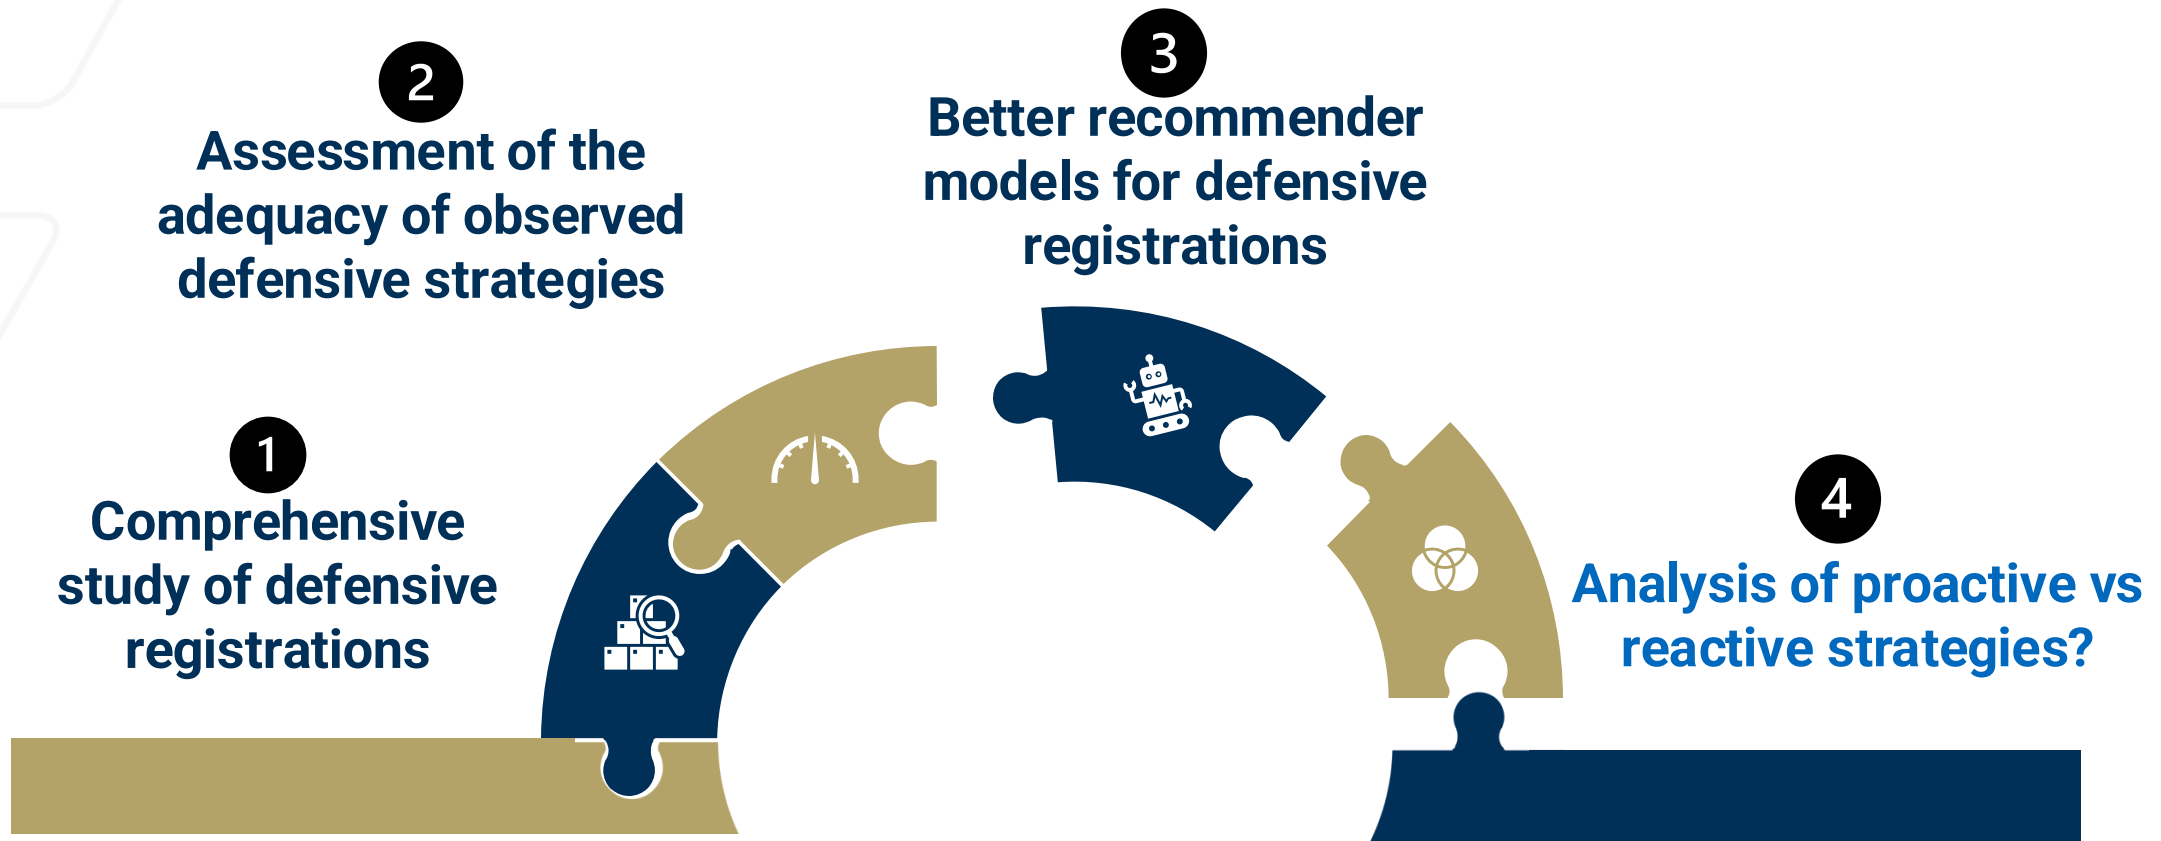 1
Comprehensive
study of defensive
registrations
2
Assessment of the
adequacy of observed
defensive strategies
3
Better recommender
models for defensive
registrations
4
Analysis of proactive vs
reactive strategies?